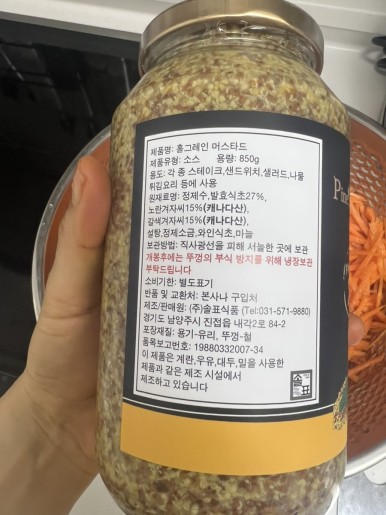 제품명: 홀그레인 머스타드
제품유형: 소스 용량: 850g
용도: 각 종 스테이크,샌드위치,샐러드,나물
튀김요리 등에 사용
원재료명: 정제수,발효식초27%,
노란겨자씨15%(캐나다산),
갈색겨자씨15%(캐나다산),
설탕,정제소금,와인식초,마늘
보관방법: 직사광선을 피해 서늘한 곳에 보관
개봉후에는 뚜껑의 부식 방지를 위해 냉장보관
부탁드립니다
소비기한: 별도표기
반품 및 교환처: 본사나 구입처
제조/판매원: (주)솔표식품 (Tel:031-571-9880)
경기도 남양주시 진접읍 내각2로 84-2
포장재질: 용기-유리, 뚜껑-철
품목보고번호: 19880332007-34
이 제품은 계란,우유,대두,밀을 사용한
제품과 같은 제조 시설에서
제조하고 있습니다
솔표